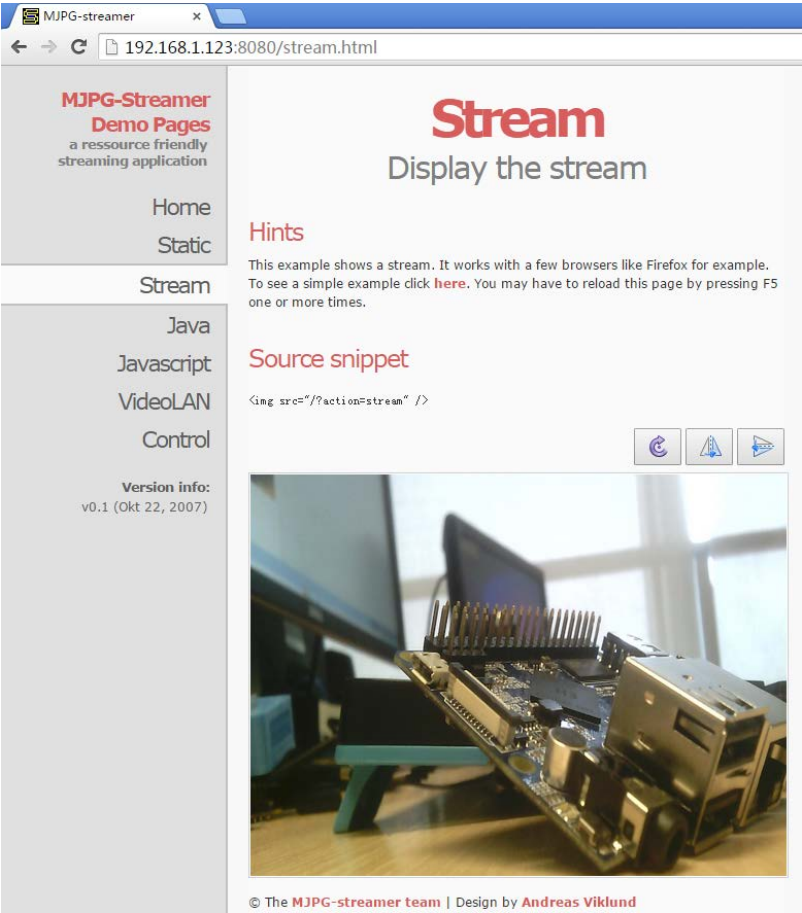 MJPG-streamer
192.168.1.123:8080/stream.html
MJPG-Streamer
Demo Pages
a ressource friendly
streaming application
Home
Static
Stream
Java
Javascript
VideoLAN
Control
Version info:
v0.1 (Okt 22, 2007)
Stream
Display the stream
Hints
This example shows a stream. It works with a few browsers like Firefox for example.
To see a simple example click here. You may have to reload this page by pressing F5
one or more times.
Source snippet
<img src="/?action=stream" />
© The MJPG-streamer team | Design by Andreas Viklund